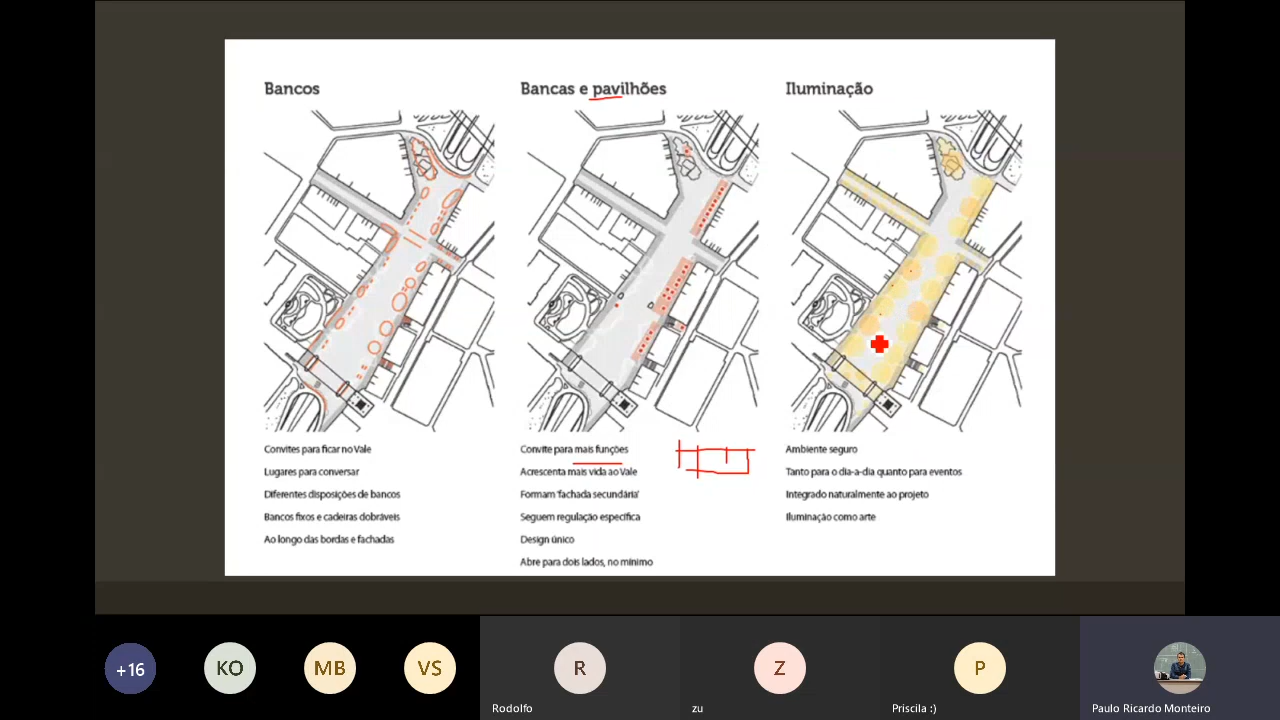 Bancos
Bancas e pavilhões
Iluminação
Convites para ficar no Vale
Lugares para conversar
Diferentes disposições de bancos
Bancos fixos e cadeiras dobráveis
Ao longo das bordas e fachadas
Convite para mais funções
Acrescenta mais vida ao Vale
Formam 'fachada secundária'
Seguem regulação específica
Design único
Abre para dois lados, no mínimo
Ambiente seguro
Tanto para o dia-a-dia quanto para eventos
Integrado naturalmente ao projeto
Iluminação como arte
+16
KO
MB
VS
R
Z
P
Rodolfo
zu
Priscila :)
Paulo Ricardo Monteiro